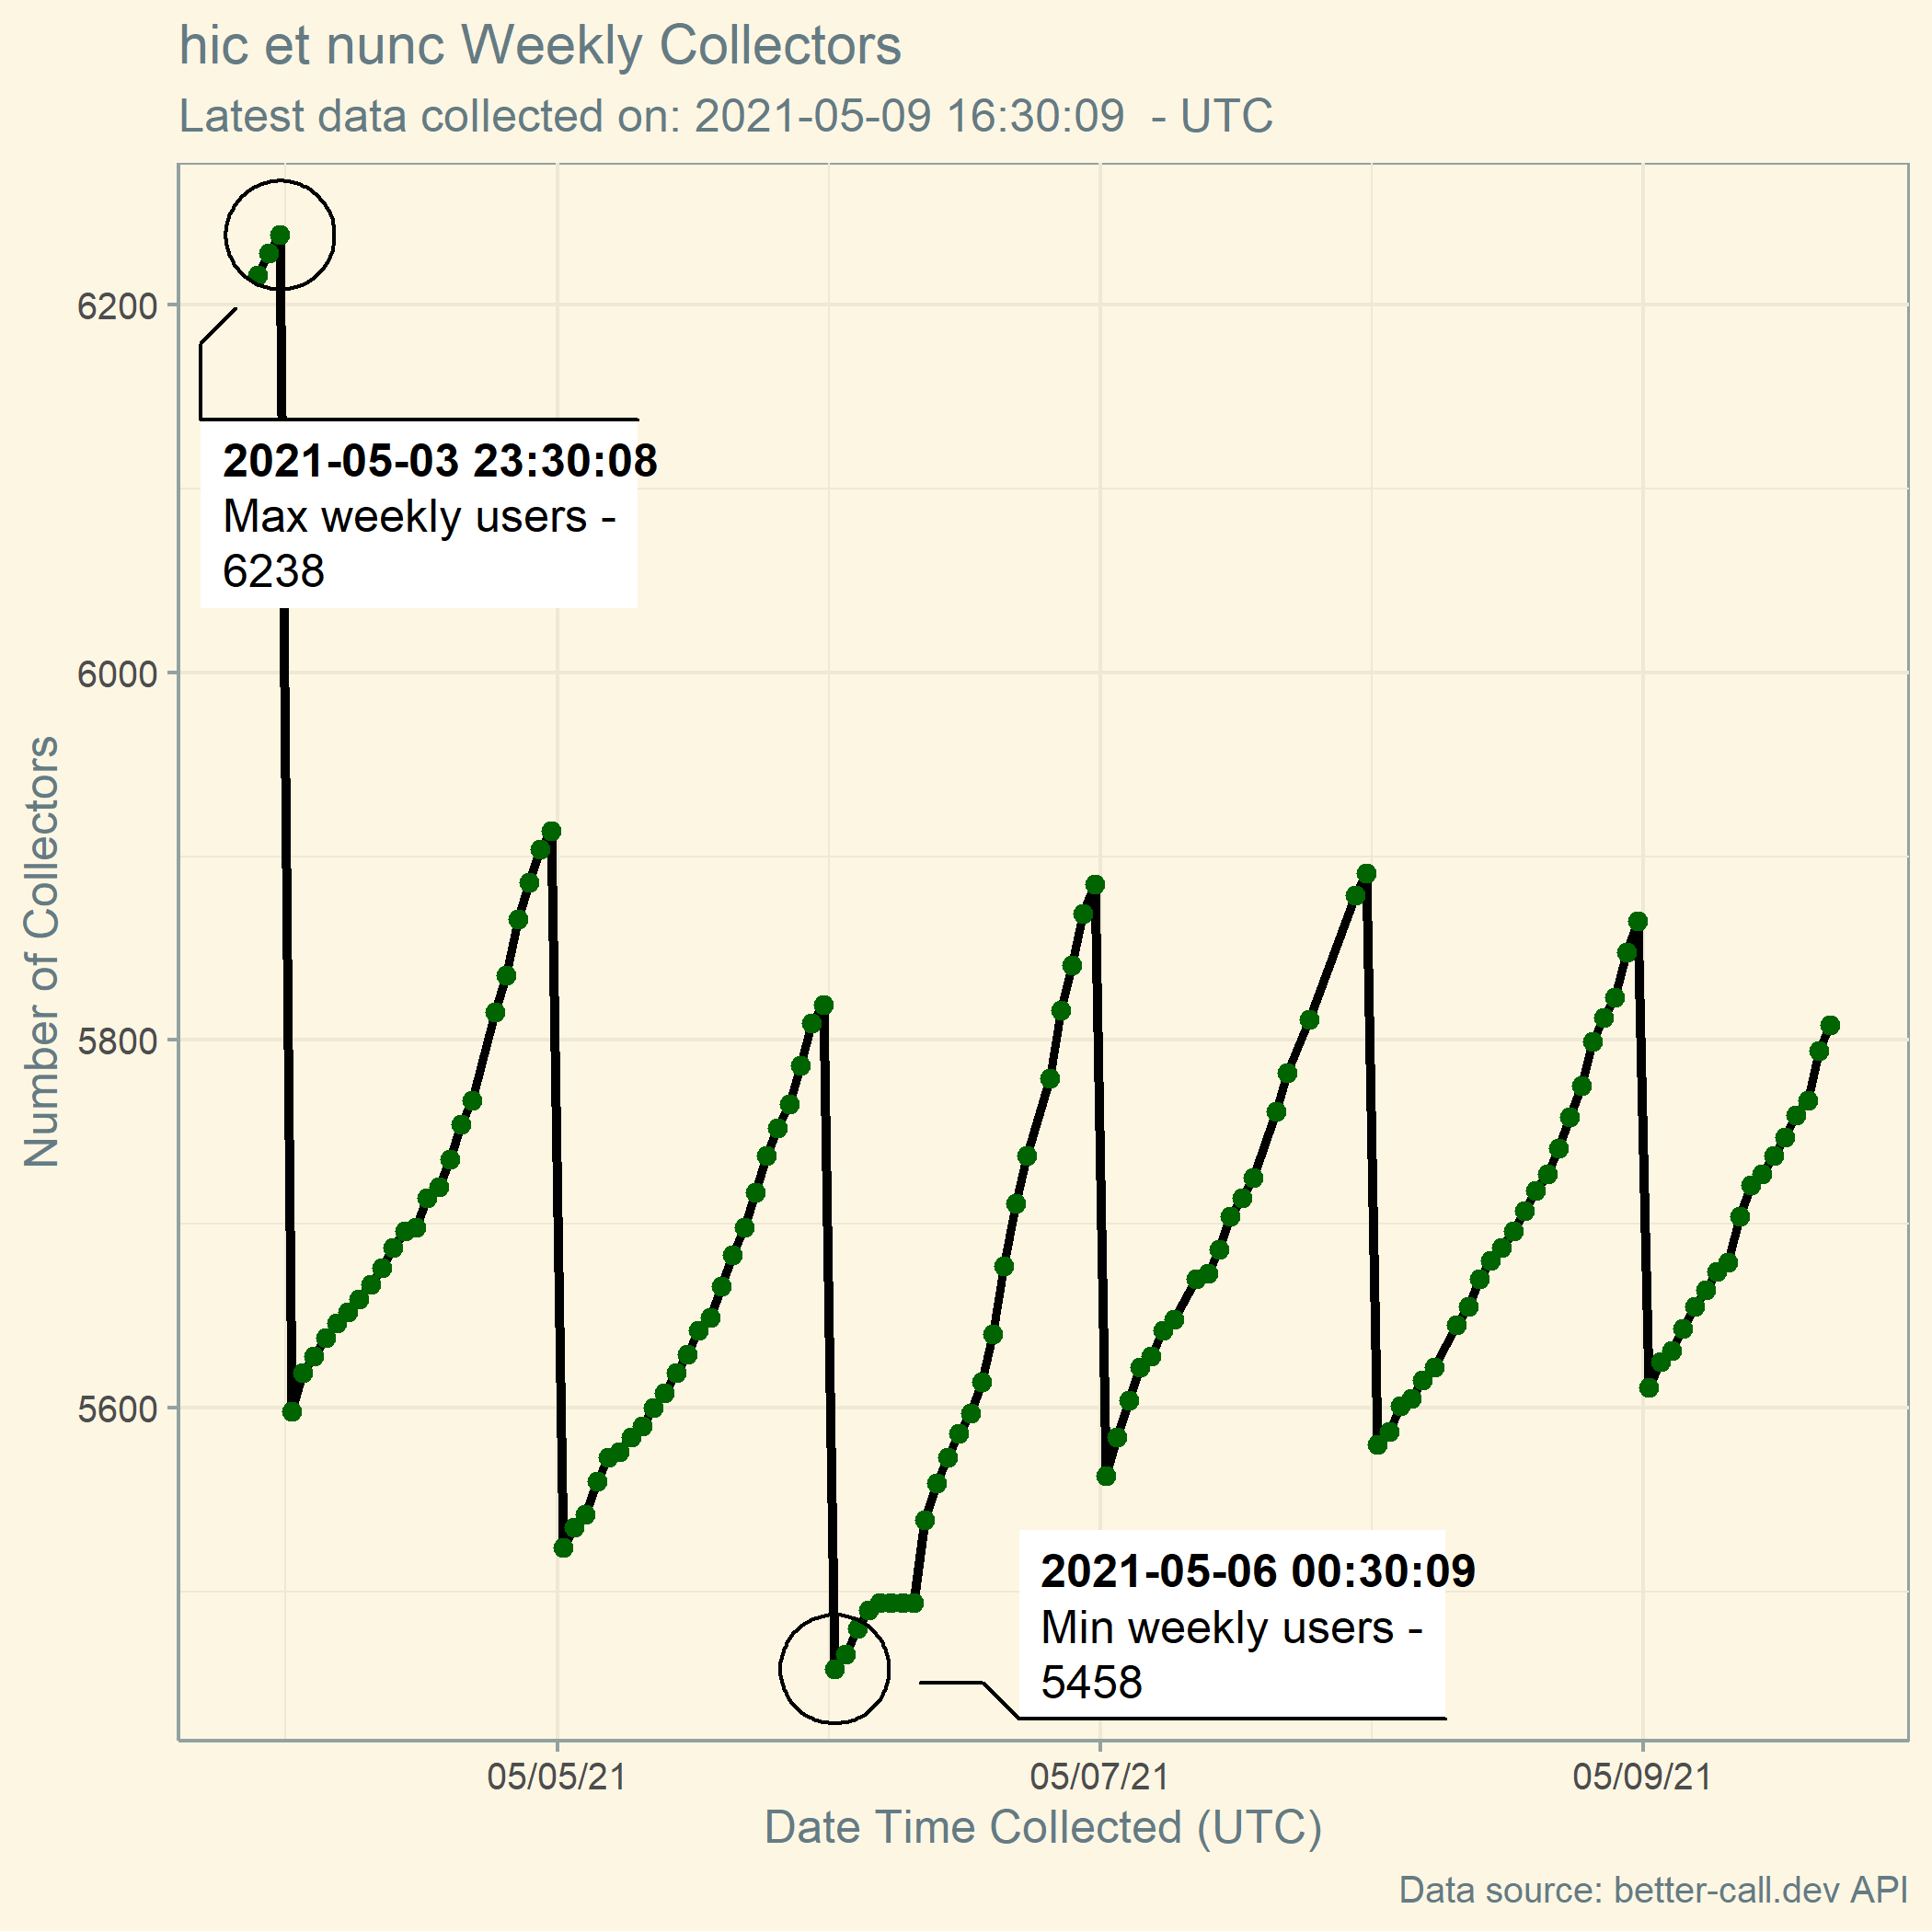 hic et nunc Weekly Collectors
Latest data collected on: 2021-05-09 16:30:09  - UTC
Number of Collectors
6200
6000
5800
5600
2021-05-03 23:30:08
Max weekly users -
6238
2021-05-06 00:30:09
Min weekly users -
5458
05/05/21
05/07/21
05/09/21
Date Time Collected (UTC)
Data source: better-call.dev API